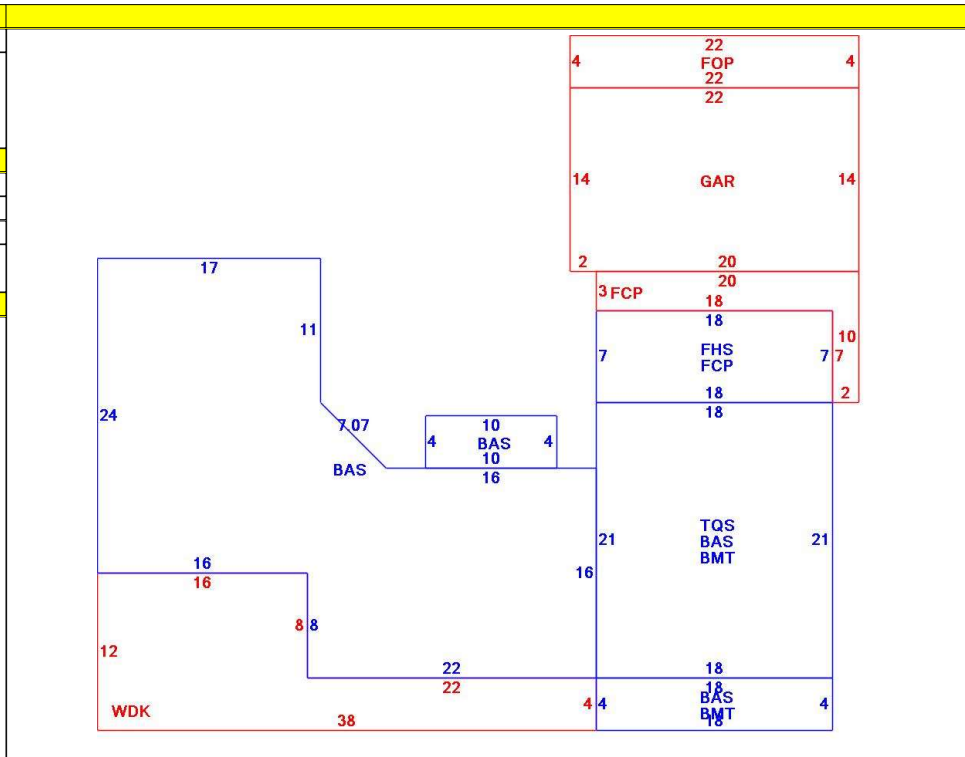 22
4 FOP 4
22
22
14 GAR 14
2 20
20
3 FCP
18
18
10
7 FHS 7 7
FCP
18 2
18
17
11
24
7.07
10
4 BAS 4
10
BAS
16
TQS
21 BAS 21
BMT
16
16
16
8 8
12
22 18
22 18
WDK
4 4 BAS 4
BMT
38 18